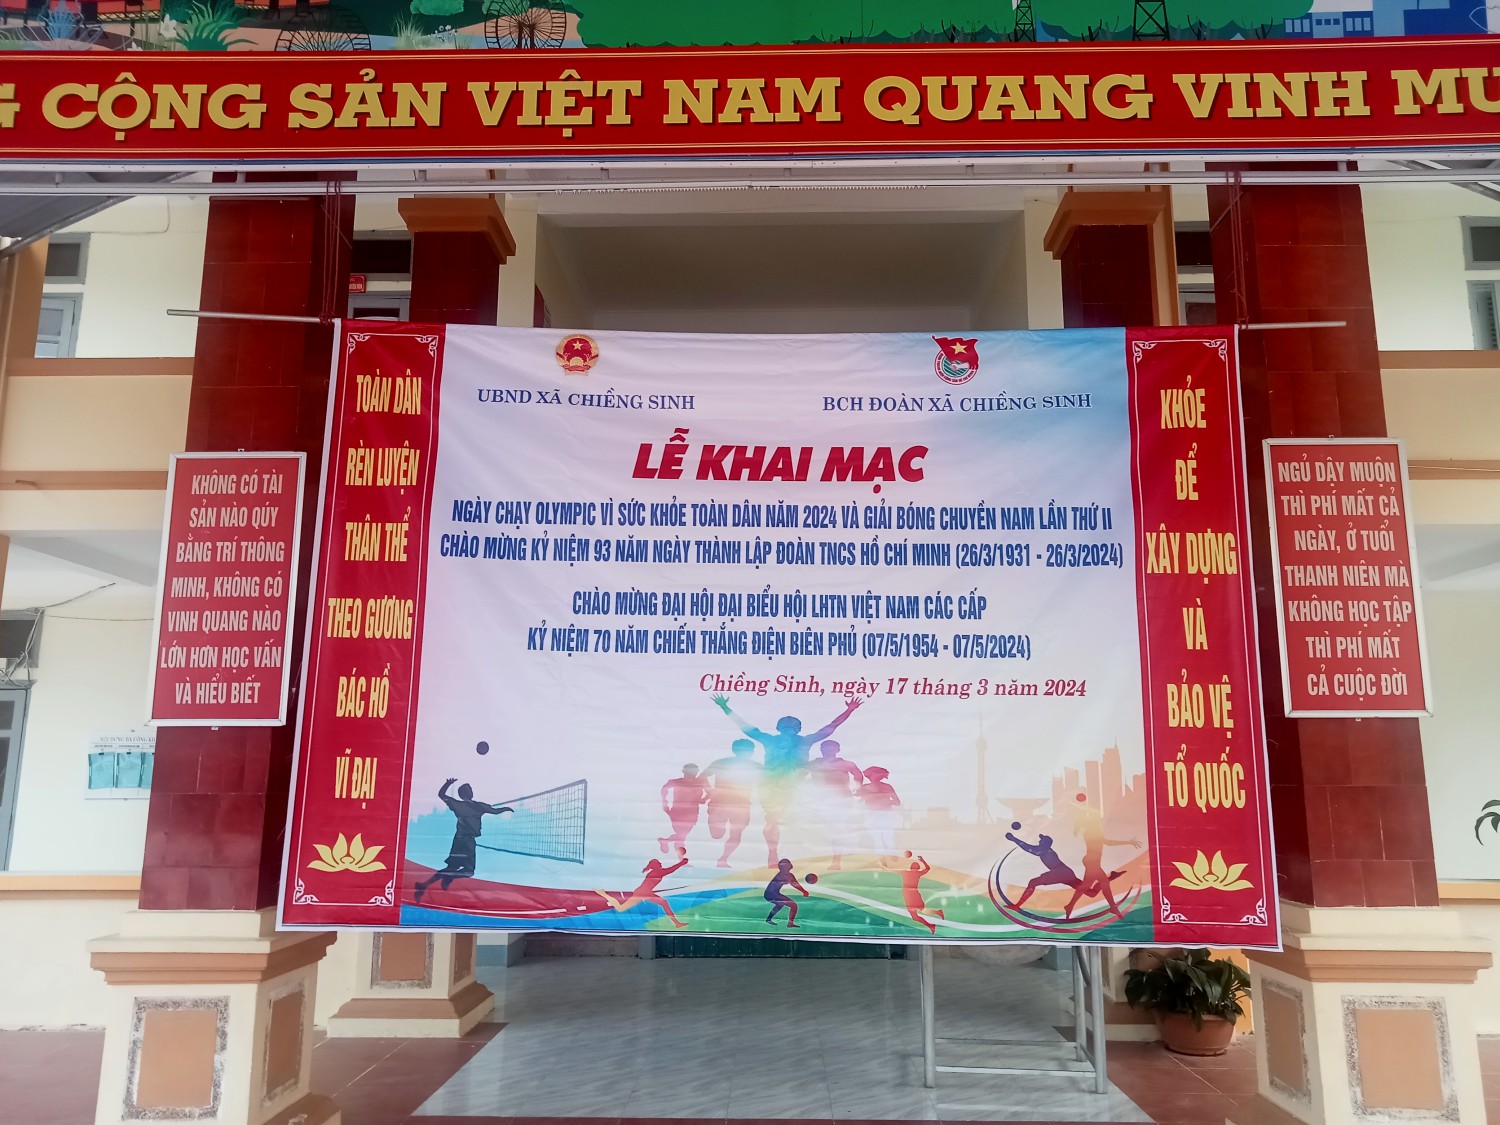 CỘNG SẢN VIỆT NAM QUANG VINH MU
UBND XÃ CHIỀNG SINH
BCH ĐOÀN XÃ CHIỀNG SINH
LỄ KHAI MẠC
NGÀY CHẠY OLYMPIC VÌ SỨC KHỎE TOÀN DÂN NĂM 2024 VÀ GIẢI BÓNG CHUYỀN NAM LẦN THỨ II
CHÀO MỪNG KỶ NIỆM 93 NĂM NGÀY THÀNH LẬP ĐOÀN TNCS HỒ CHÍ MINH (26/3/1931 - 26/3/2024)
CHÀO MỪNG ĐẠI HỘI ĐẠI BIỂU HỘI LHTN VIỆT NAM CÁC CẤP
KỶ NIỆM 70 NĂM CHIẾN THẮNG ĐIỆN BIÊN PHỦ (07/5/1954 - 07/5/2024)
Chiềng Sinh, ngày 17 tháng 3 năm 2024
TOÀN DÂN
RÈN LUYỆN
THÂN THỂ
THEO GƯƠNG
BÁC HỒ
VĨ ĐẠI
KHỎE
ĐỂ
XÂY DỰNG
VÀ
BẢO VỆ
TỔ QUỐC
KHÔNG CÓ TÀI
SẢN NÀO QÚY
BẰNG TRÍ THÔNG
MINH, KHÔNG CÓ
VINH QUANG NÀO
LỚN HƠN HỌC VẤN
VÀ HIỂU BIẾT
NGỦ DẬY MUỘN
THÌ PHÍ MẤT CẢ
NGÀY, Ở TUỔI
THANH NIÊN MÀ
KHÔNG HỌC TẬP
THÌ PHÍ MẤT
CẢ CUỘC ĐỜI